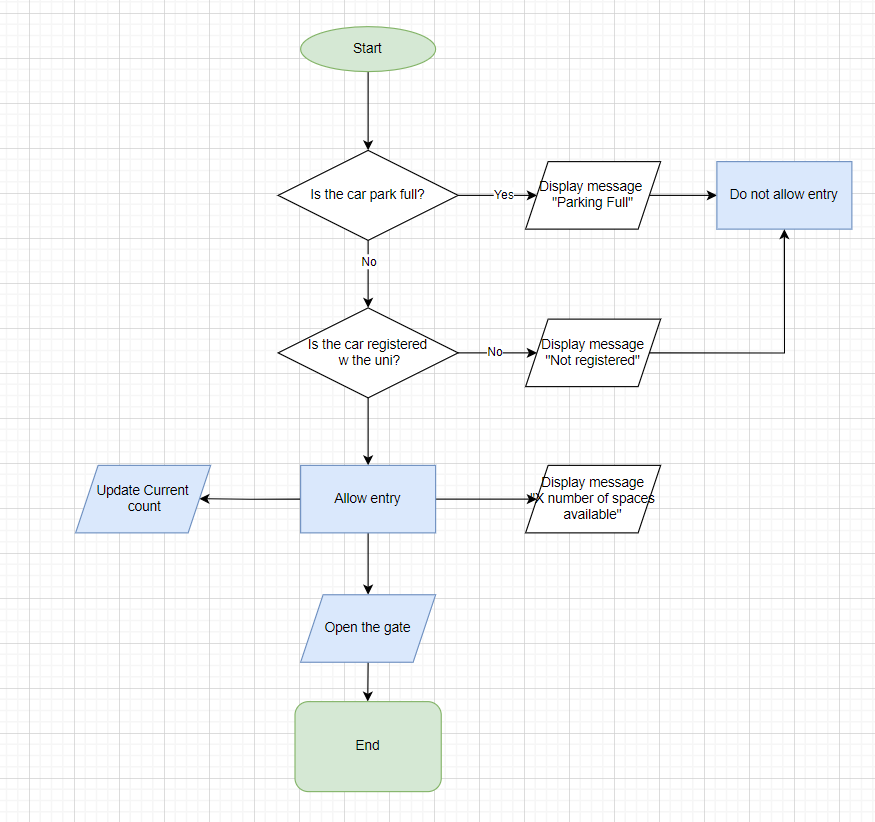 Start
Is the car park full?
Yes
Display message
"Parking Full"
Do not allow entry
No
Is the car registered
w the uni?
No
Display message
"Not registered"
Update Current
count
Allow entry
Display message
"X number of spaces
available"
Open the gate
End